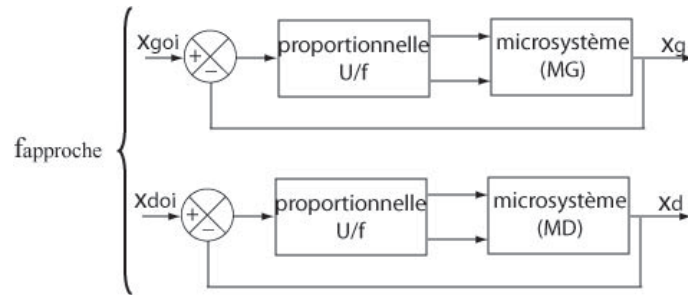 fapproche
xgoi
+
−
proportionnelle
U/f
microsystème
(MG)
xg
xdoi
+
−
proportionnelle
U/f
microsystème
(MD)
xd